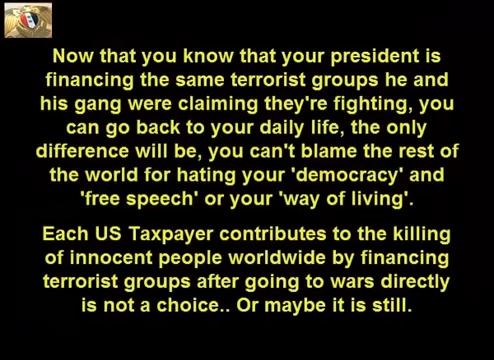 Now that you know that your president is
financing the same terrorist groups he and
his gang were claiming they're fighting, you
can go back to your daily life, the only
difference will be, you can't blame the rest of
the world for hating your 'democracy' and
'free speech' or your 'way of living'.
Each US Taxpayer contributes to the killing
of innocent people worldwide by financing
terrorist groups after going to wars directly
is not a choice.. Or maybe it is still.